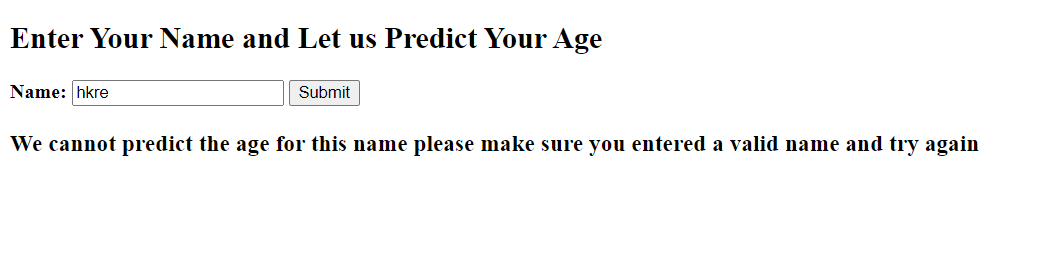 Enter Your Name and Let us Predict Your Age
Name: hkre Submit
We cannot predict the age for this name please make sure you entered a valid name and try again